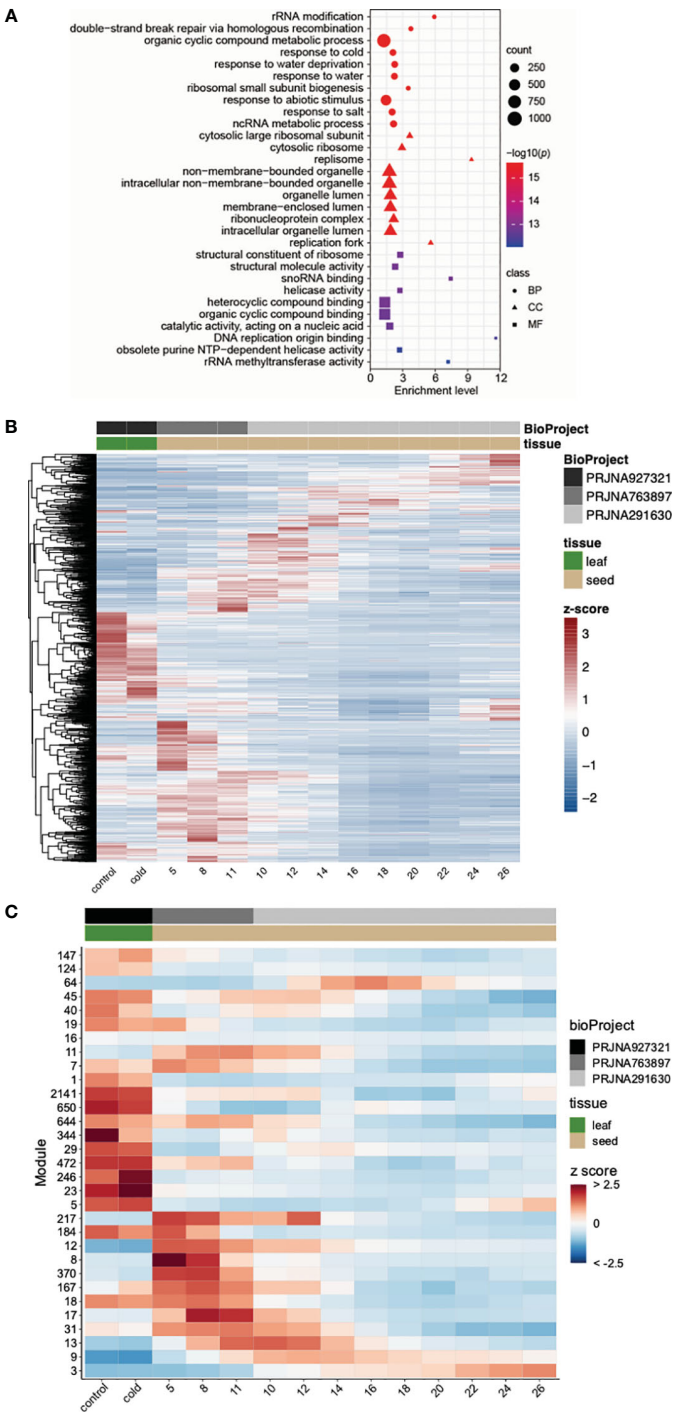 A
rRNA modification
double-strand break repair via homologous recombination
organic cyclic compound metabolic process
response to cold
response to water deprivation
response to water
ribosomal small subunit biogenesis
response to abiotic stimulus
response to salt
ncRNA metabolic process
cytosolic large ribosomal subunit
cytosolic ribosome
replisome
non-membrane-bounded organelle
intracellular non-membrane-bounded organelle
organelle lumen
membrane-enclosed lumen
ribonucleoprotein complex
intracellular organelle lumen
replication fork
structural constituent of ribosome
structural molecule activity
snoRNA binding
helicase activity
heterocyclic compound binding
organic cyclic compound binding
catalytic activity, acting on a nucleic acid
DNA replication origin binding
obsolete purine NTP-dependent helicase activity
rRNA methyltransferase activity
0 3 6 9 12
Enrichment level
count
250
500
750
1000
-log10(p)
15
14
13
class
BP
CC
MF
B
BioProject
tissue
BioProject
PRJNA927321
PRJNA763897
PRJNA291630
tissue
leaf
seed
z-score
3
2
1
0
-1
-2
control cold 5 8 11 10 12 14 16 18 20 22 24 26
C
Module
147
124
64
45
40
19
16
11
7
1
2141
650
644
344
29
472
246
23
5
217
184
12
8
370
167
18
17
31
13
9
3
control cold 5 8 11 10 12 14 16 18 20 22 24 26
bioProject
PRJNA927321
PRJNA763897
PRJNA291630
tissue
leaf
seed
z score
> 2.5
0
< -2.5